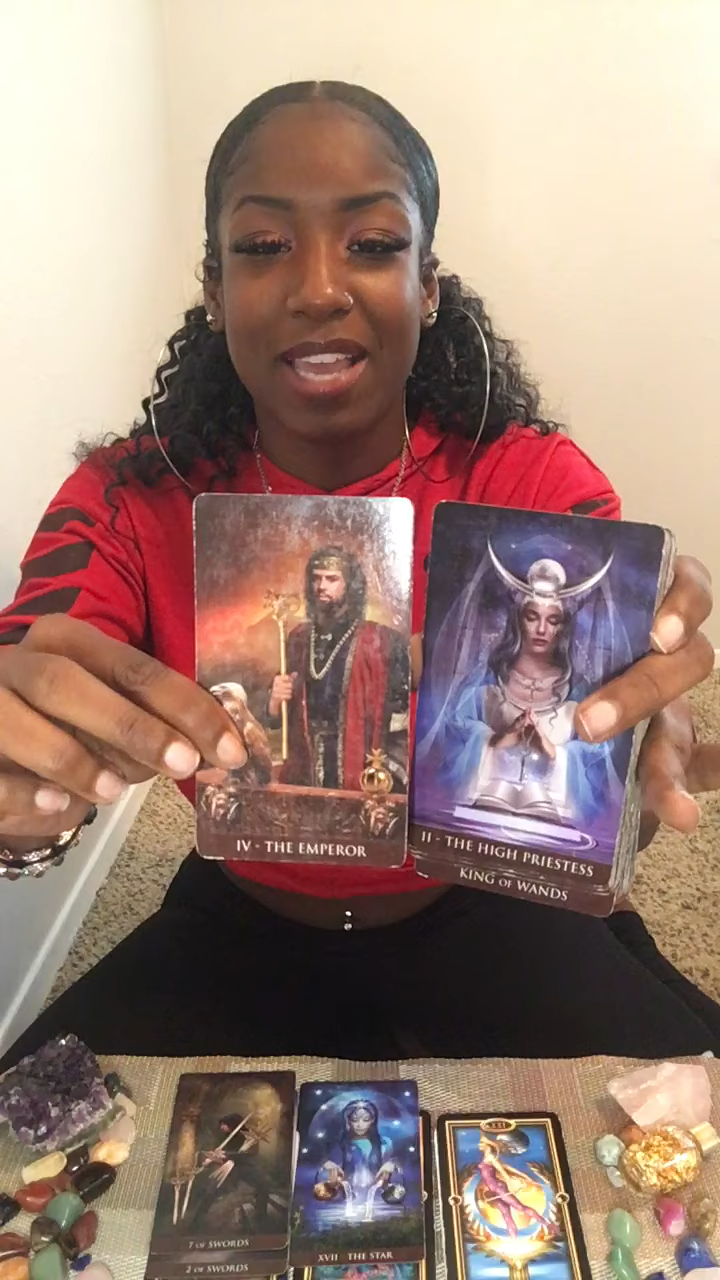 IV - THE EMPEROR
II - THE HIGH PRIESTESS
KING OF WANDS
7 OF SWORDS
2 OF SWORDS
XVII THE STAR
XXI